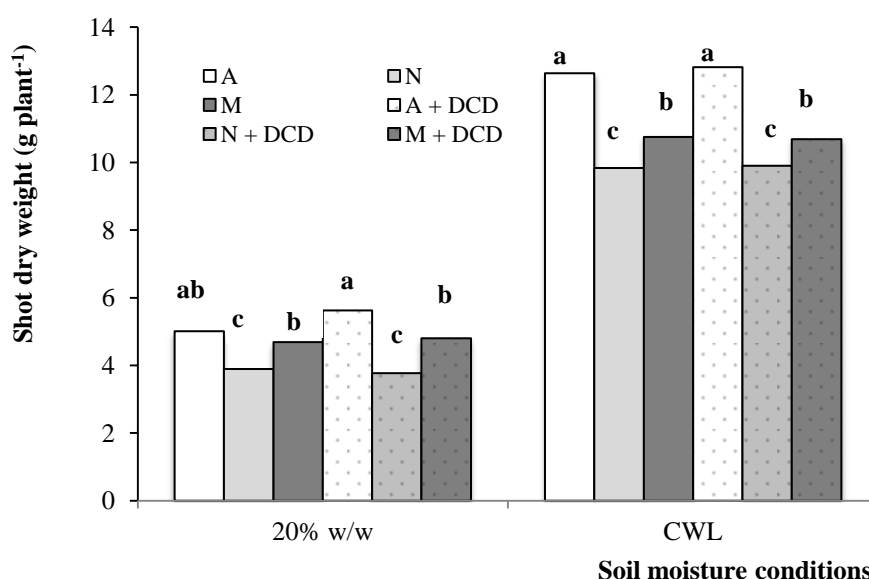 Shot dry weight (g plant-1)
14
12
10
8
6
4
2
0
A
N
M
A + DCD
N + DCD
M + DCD
ab
c
b
a
c
b
a
c
b
a
c
b
20% w/w
CWL
Soil moisture conditions